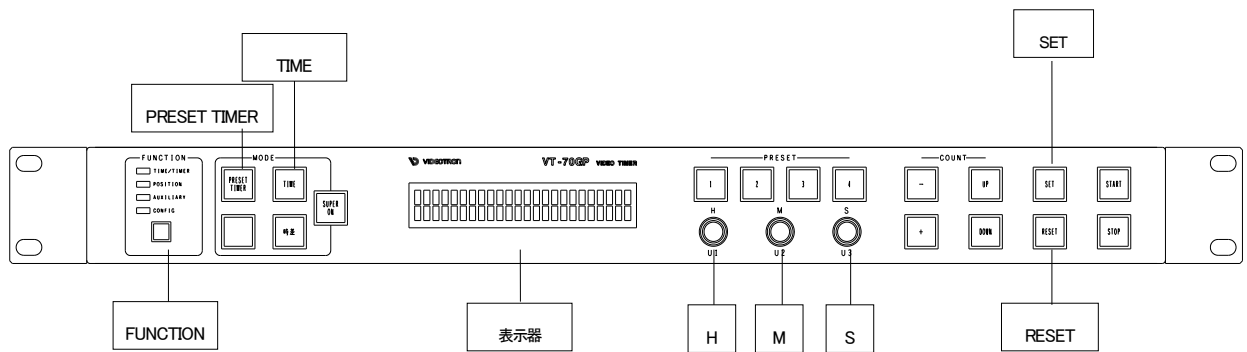 SET
TIME
PRESET TIMER
FUNCTION
TIME/TIMER
POSITION
AUXILIARY
CONFIG
MODE
PRESET
TIMER
TIME
時差
SUPER
ON
VIDEOTRON
VT-70GP VIDEO TIMER
PRESET
1
2
3
4
H
M
S
U1
U2
U3
COUNT
-
UP
+
DOWN
SET
START
RESET
STOP
FUNCTION
表示器
H
M
S
RESET